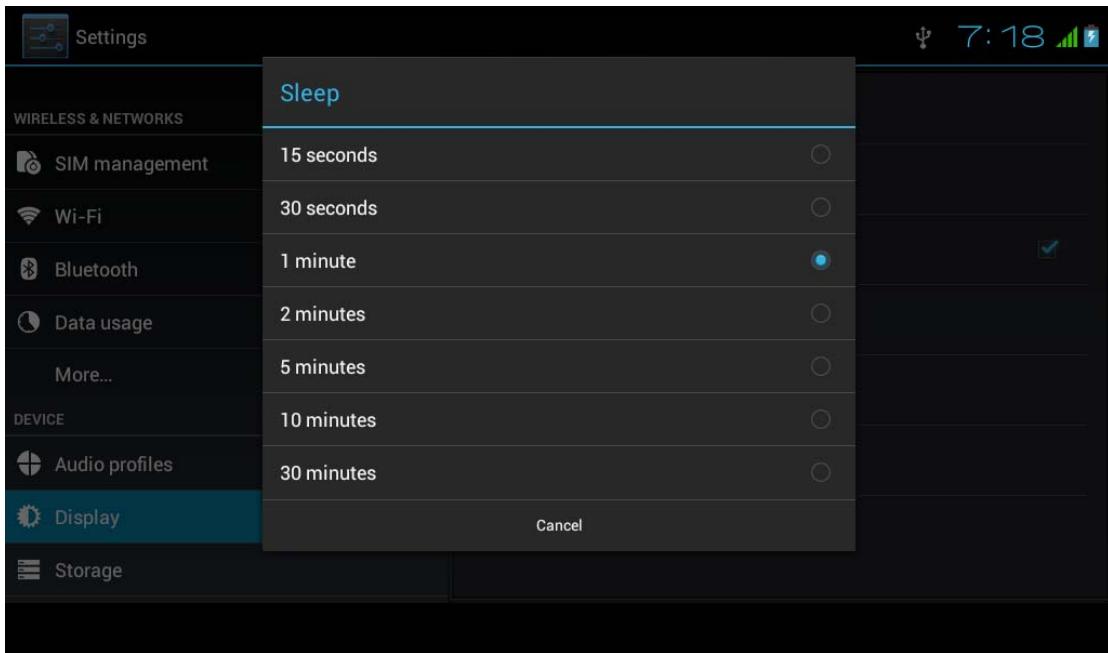 Settings
7:18
WIRELESS & NETWORKS
SIM management
Wi-Fi
Bluetooth
Data usage
More...
DEVICE
Audio profiles
Display
Storage
Sleep
15 seconds
30 seconds
1 minute
2 minutes
5 minutes
10 minutes
30 minutes
Cancel